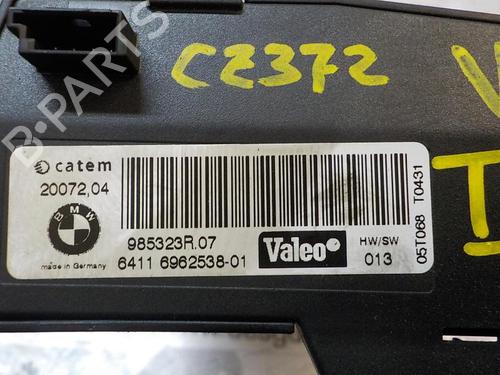 B-PARTS
CZ372
catem
20072,04
BMW
made in Germany
985323R.07
6411 6962538-01
Valeo
HW/SW
013
05T068 T0431